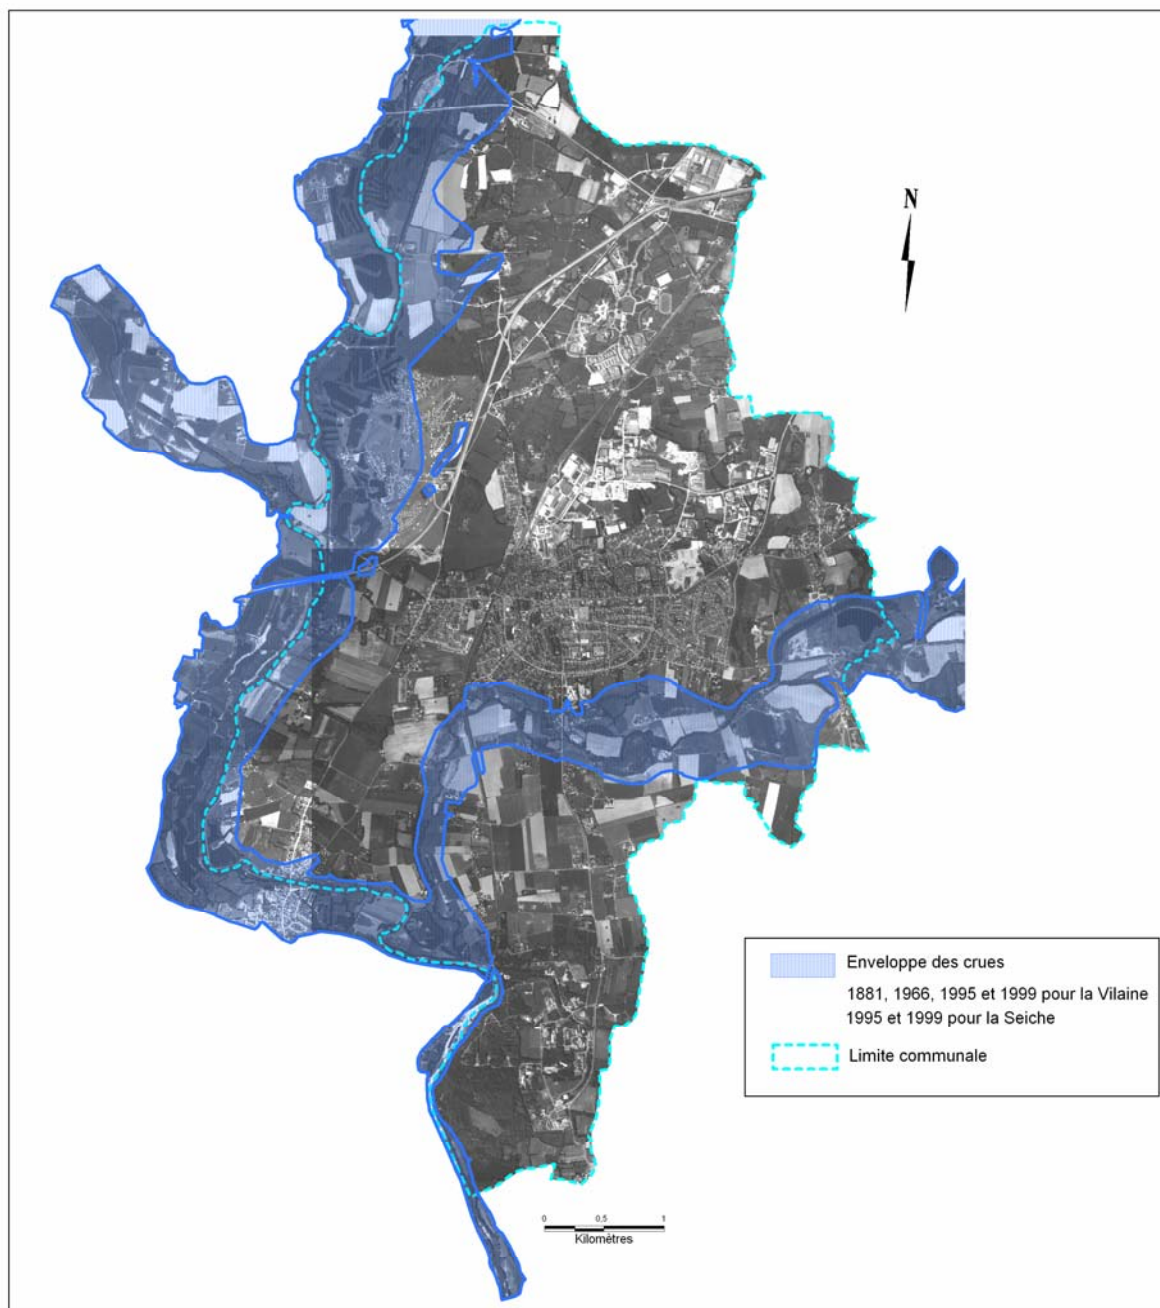 N
Enveloppe des crues
1881, 1966, 1995 et 1999 pour la Vilaine
1995 et 1999 pour la Seiche
Limite communale
0 0,5 1
Kilomètres